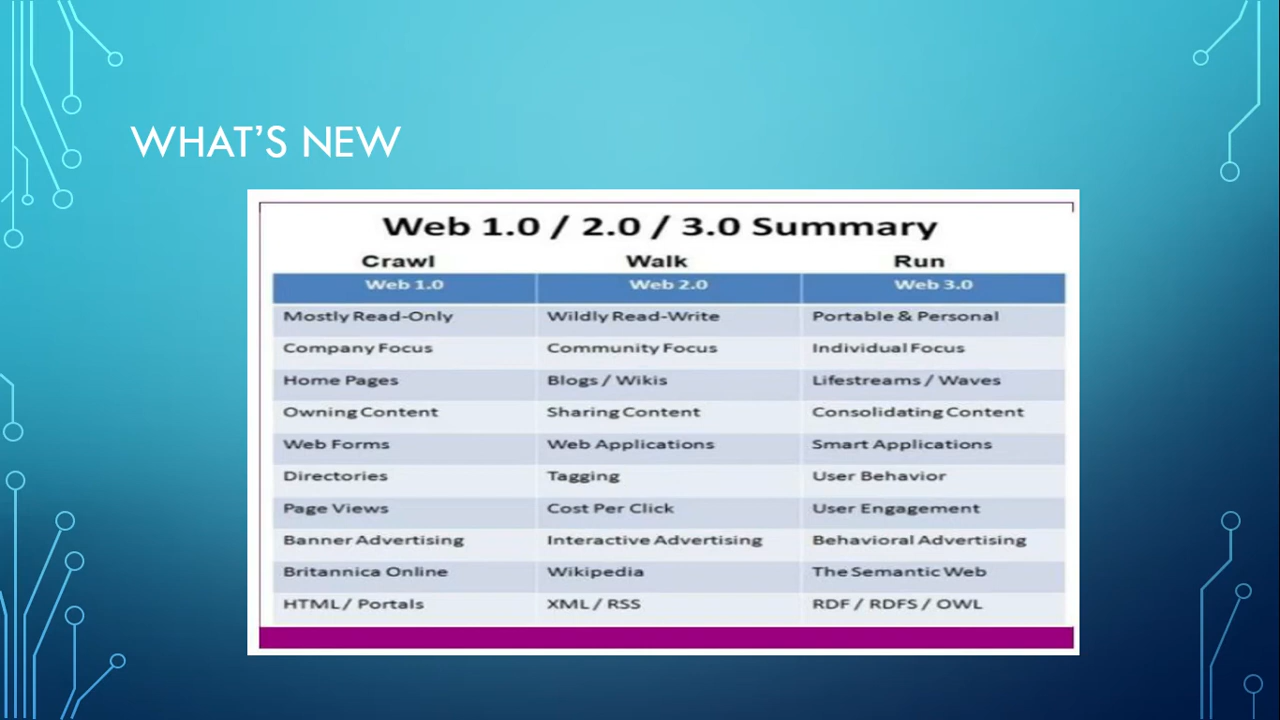 WHAT'S NEW
Web 1.0 / 2.0 / 3.0 Summary
Crawl Walk Run
Web 1.0 Web 2.0 Web 3.0
Mostly Read-Only Wildly Read-Write Portable & Personal
Company Focus Community Focus Individual Focus
Home Pages Blogs / Wikis Lifestreams / Waves
Owning Content Sharing Content Consolidating Content
Web Forms Web Applications Smart Applications
Directories Tagging User Behavior
Page Views Cost Per Click User Engagement
Banner Advertising Interactive Advertising Behavioral Advertising
Britannica Online Wikipedia The Semantic Web
HTML / Portals XML / RSS RDF / RDFS / OWL